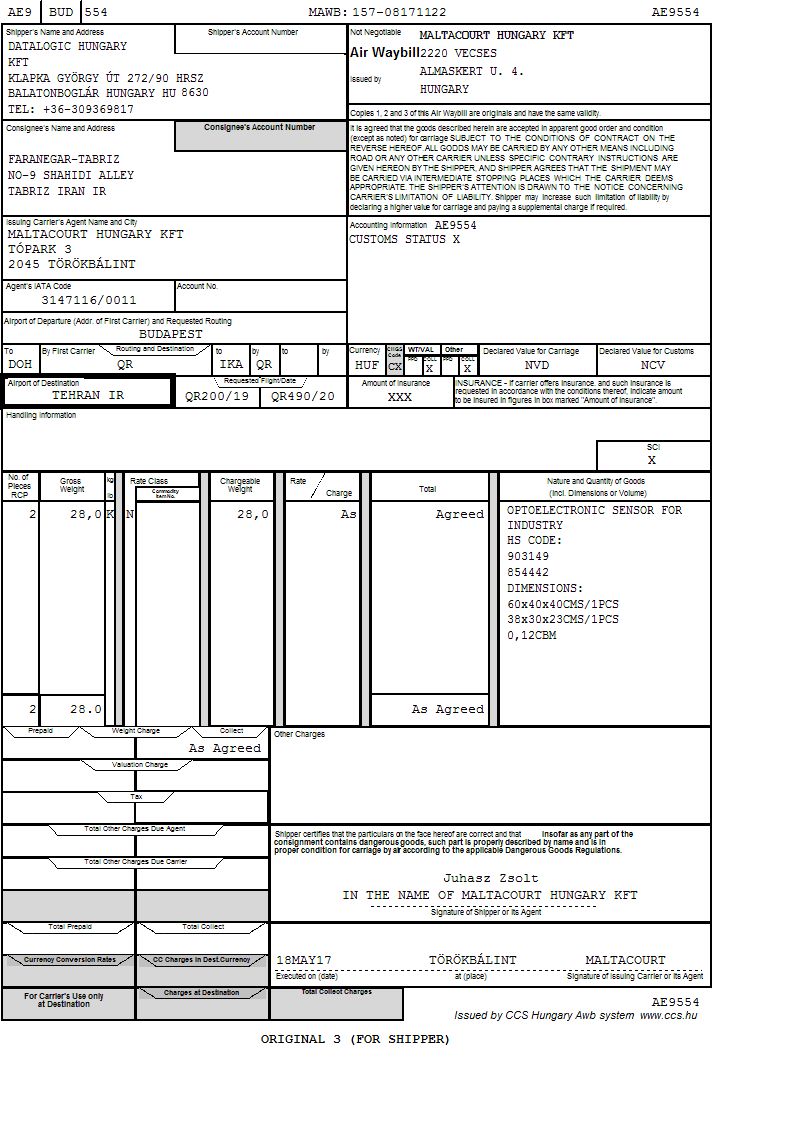 AE9 BUD 554 MAWB: 157-08171122 AE9554
Shipper's Name and Address
Shipper's Account Number
DATALOGIC HUNGARY
KFT
KLAPKA GYÖRGY ÚT 272/90 HRSZ
BALATONBOGLÁR HUNGARY HU 8630
TEL: +36-309369817
Not Negotiable
Air Waybill
Issued by
MALTACOURT HUNGARY KFT
2220 VECSES
ALMASKERT U. 4.
HUNGARY
Copies 1, 2 and 3 of this Air Waybill are originals and have the same validity.
Consignee's Name and Address
Consignee's Account Number
FARANEGAR-TABRIZ
NO-9 SHAHIDI ALLEY
TABRIZ IRAN IR
It is agreed that the goods described herein are accepted in apparent good order and condition
(except as noted) for carriage SUBJECT TO THE CONDITIONS OF CONTRACT ON THE
REVERSE HEREOF. ALL GOODS MAY BE CARRIED BY ANY OTHER MEANS INCLUDING
ROAD OR ANY OTHER CARRIER UNLESS SPECIFIC CONTRARY INSTRUCTIONS ARE
GIVEN HEREON BY THE SHIPPER, AND SHIPPER AGREES THAT THE SHIPMENT MAY
BE CARRIED VIA INTERMEDIATE STOPPING PLACES WHICH THE CARRIER DEEMS
APPROPRIATE. THE SHIPPER'S ATTENTION IS DRAWN TO THE NOTICE CONCERNING
CARRIER'S LIMITATION OF LIABILITY. Shipper may increase such limitation of liability by
declaring a higher value for carriage and paying a supplemental charge if required.
Issuing Carrier's Agent Name and City
MALTACOURT HUNGARY KFT
TÓPARK 3
2045 TÖRÖKBÁLINT
Accounting Information AE9554
CUSTOMS STATUS X
Agent's IATA Code
Account No.
3147116/0011
Airport of Departure (Addr. of First Carrier) and Requested Routing
BUDAPEST
To By First Carrier Routing and Destination to by to by
DOH QR IKA QR
Currency CHGS Code WT/VAL Other Declared Value for Carriage Declared Value for Customs
PPD COLL PPD COLL
HUF CX X X NVD NCV
Airport of Destination
TEHRAN IR
Requested Flight/Date
QR200/19 QR490/20
Amount of Insurance
XXX
INSURANCE - If carrier offers insurance, and such insurance is
requested in accordance with the conditions thereof, indicate amount
to be insured in figures in box marked "Amount of Insurance".
Handling Information
SCI
X
No. of Pieces RCP
Gross Weight
kg lb
Rate Class
Commodity Item No.
Chargeable Weight
Rate / Charge
Total
Nature and Quantity of Goods
(Incl. Dimensions or Volume)
2 28,0 K N 28,0 As Agreed
OPTOELECTRONIC SENSOR FOR
INDUSTRY
HS CODE:
903149
854442
DIMENSIONS:
60x40x40CMS/1PCS
38x30x23CMS/1PCS
0,12CBM
2 28.0 As Agreed
Prepaid Weight Charge Collect
As Agreed
Other Charges
Valuation Charge
Tax
Total Other Charges Due Agent
Shipper certifies that the particulars on the face hereof are correct and that insofar as any part of the
consignment contains dangerous goods, such part is properly described by name and is in
proper condition for carriage by air according to the applicable Dangerous Goods Regulations.
Total Other Charges Due Carrier
Juhasz Zsolt
IN THE NAME OF MALTACOURT HUNGARY KFT
Signature of Shipper or Its Agent
Total Prepaid Total Collect
Currency Conversion Rates CC Charges in Dest.Currency
18MAY17 TÖRÖKBÁLINT MALTACOURT
Executed on (date) at (place) Signature of Issuing Carrier or Its Agent
For Carrier's Use only
at Destination
Charges at Destination
Total Collect Charges
AE9554
Issued by CCS Hungary Awb system www.ccs.hu
ORIGINAL 3 (FOR SHIPPER)